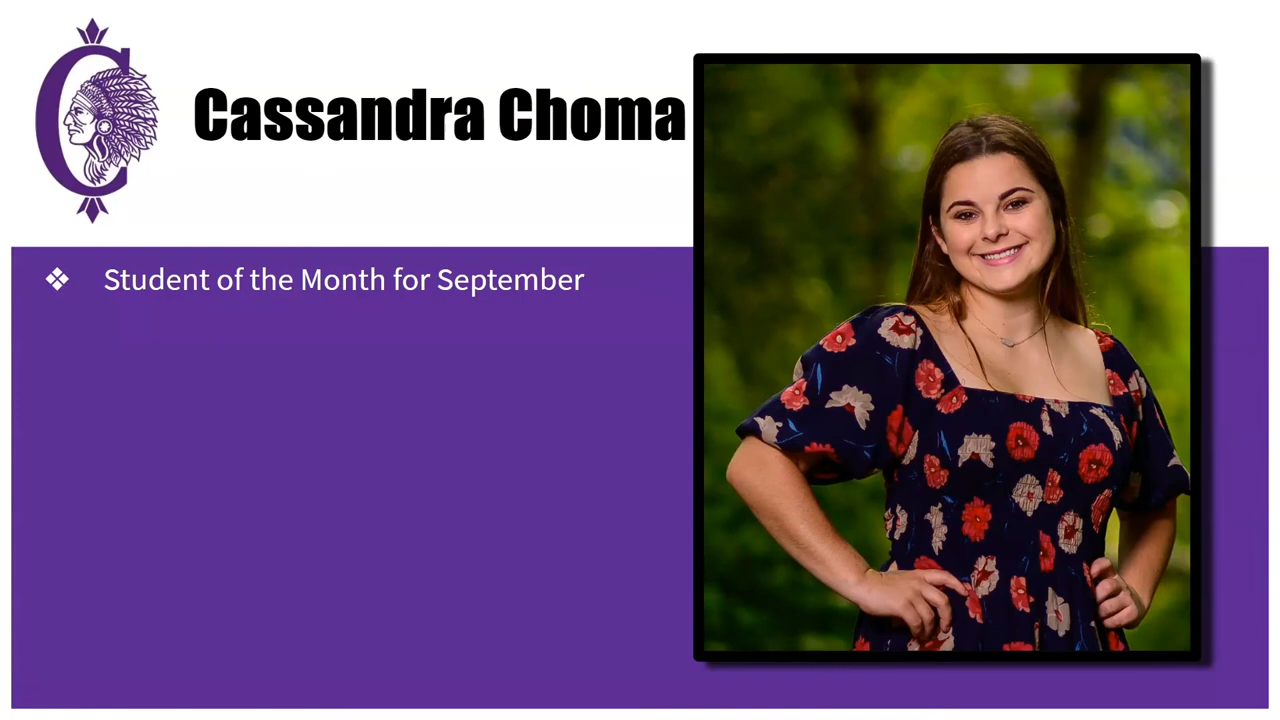 C
Cassandra Choma
❖ Student of the Month for September